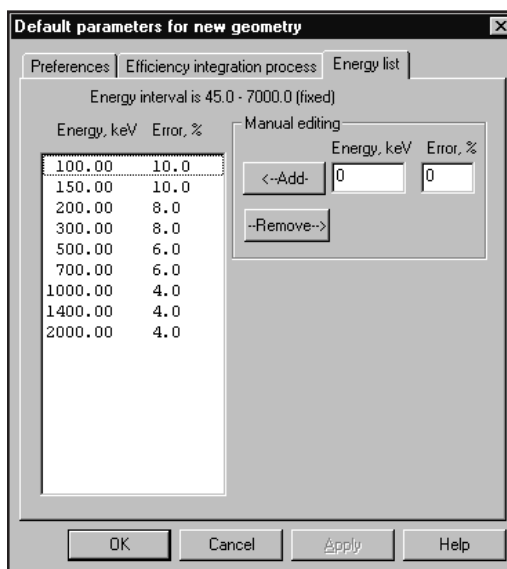 Default parameters for new geometry
Preferences Efficiency integration process Energy list
Energy interval is 45.0 - 7000.0 (fixed)
Energy, keV Error, %
100.00 10.0
150.00 10.0
200.00 8.0
300.00 8.0
500.00 6.0
700.00 6.0
1000.00 4.0
1400.00 4.0
2000.00 4.0
Manual editing
Energy, keV Error, %
<--Add- 0 0
--Remove-->
OK Cancel Apply Help